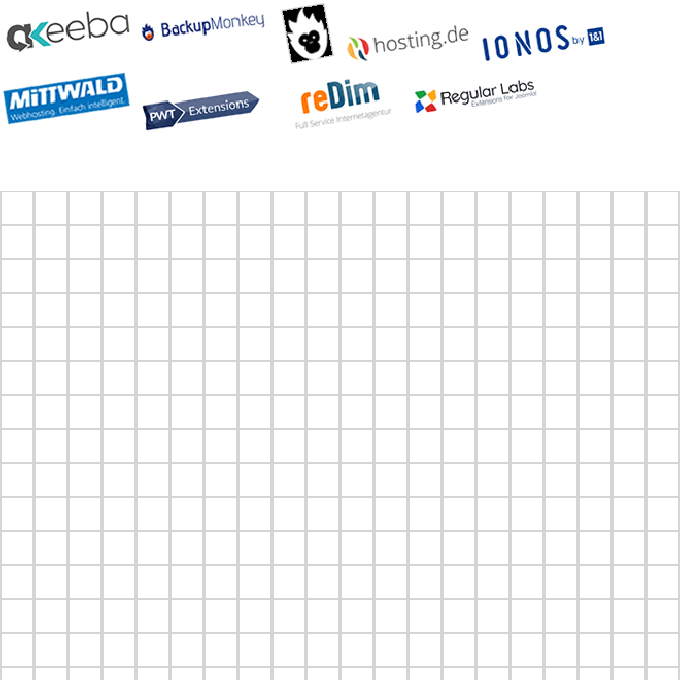 akeeba
BackupMonkey
hosting.de
IONOS by 1&1
MITTWALD
Webhosting. Einfach intelligent.
PWT Extensions
reDim
Full Service Internetagentur
Regular Labs
Extensions for Joomla!